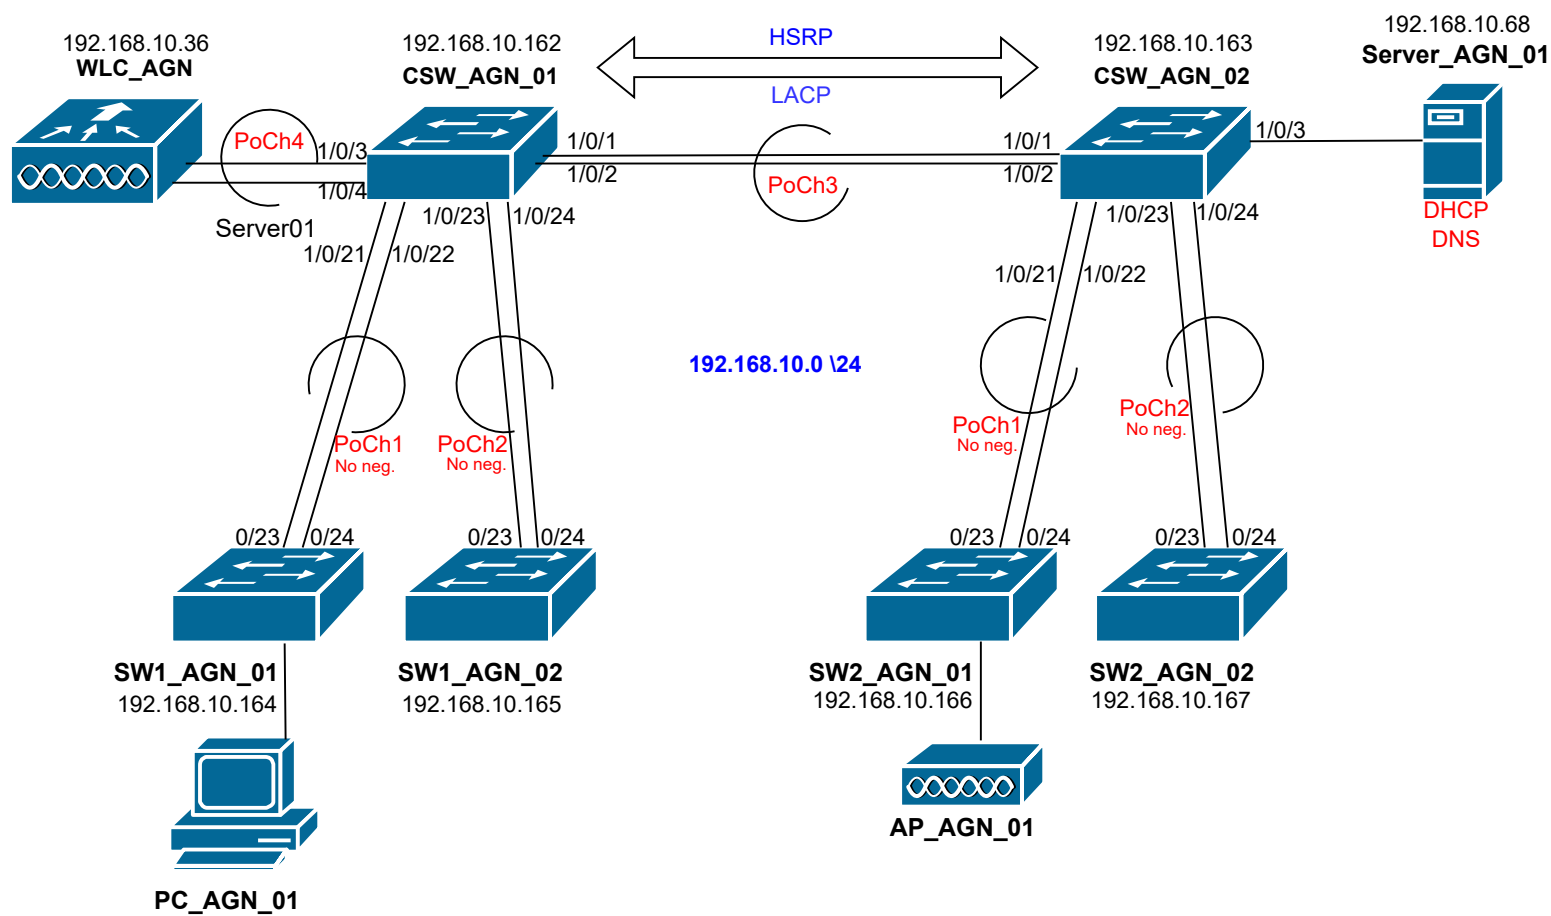 192.168.10.36
WLC_AGN
192.168.10.162
CSW_AGN_01
HSRP
LACP
192.168.10.163
CSW_AGN_02
192.168.10.68
Server_AGN_01
PoCh4
1/0/3
1/0/4
Server01
1/0/1
1/0/2
PoCh3
1/0/1
1/0/2
1/0/3
DHCP
DNS
1/0/23
1/0/24
1/0/21
1/0/22
1/0/23
1/0/24
1/0/21
1/0/22
192.168.10.0 \24
PoCh1
No neg.
PoCh2
No neg.
PoCh1
No neg.
PoCh2
No neg.
0/23
0/24
0/23
0/24
0/23
0/24
0/23
0/24
SW1_AGN_01
192.168.10.164
SW1_AGN_02
192.168.10.165
SW2_AGN_01
192.168.10.166
SW2_AGN_02
192.168.10.167
PC_AGN_01
AP_AGN_01